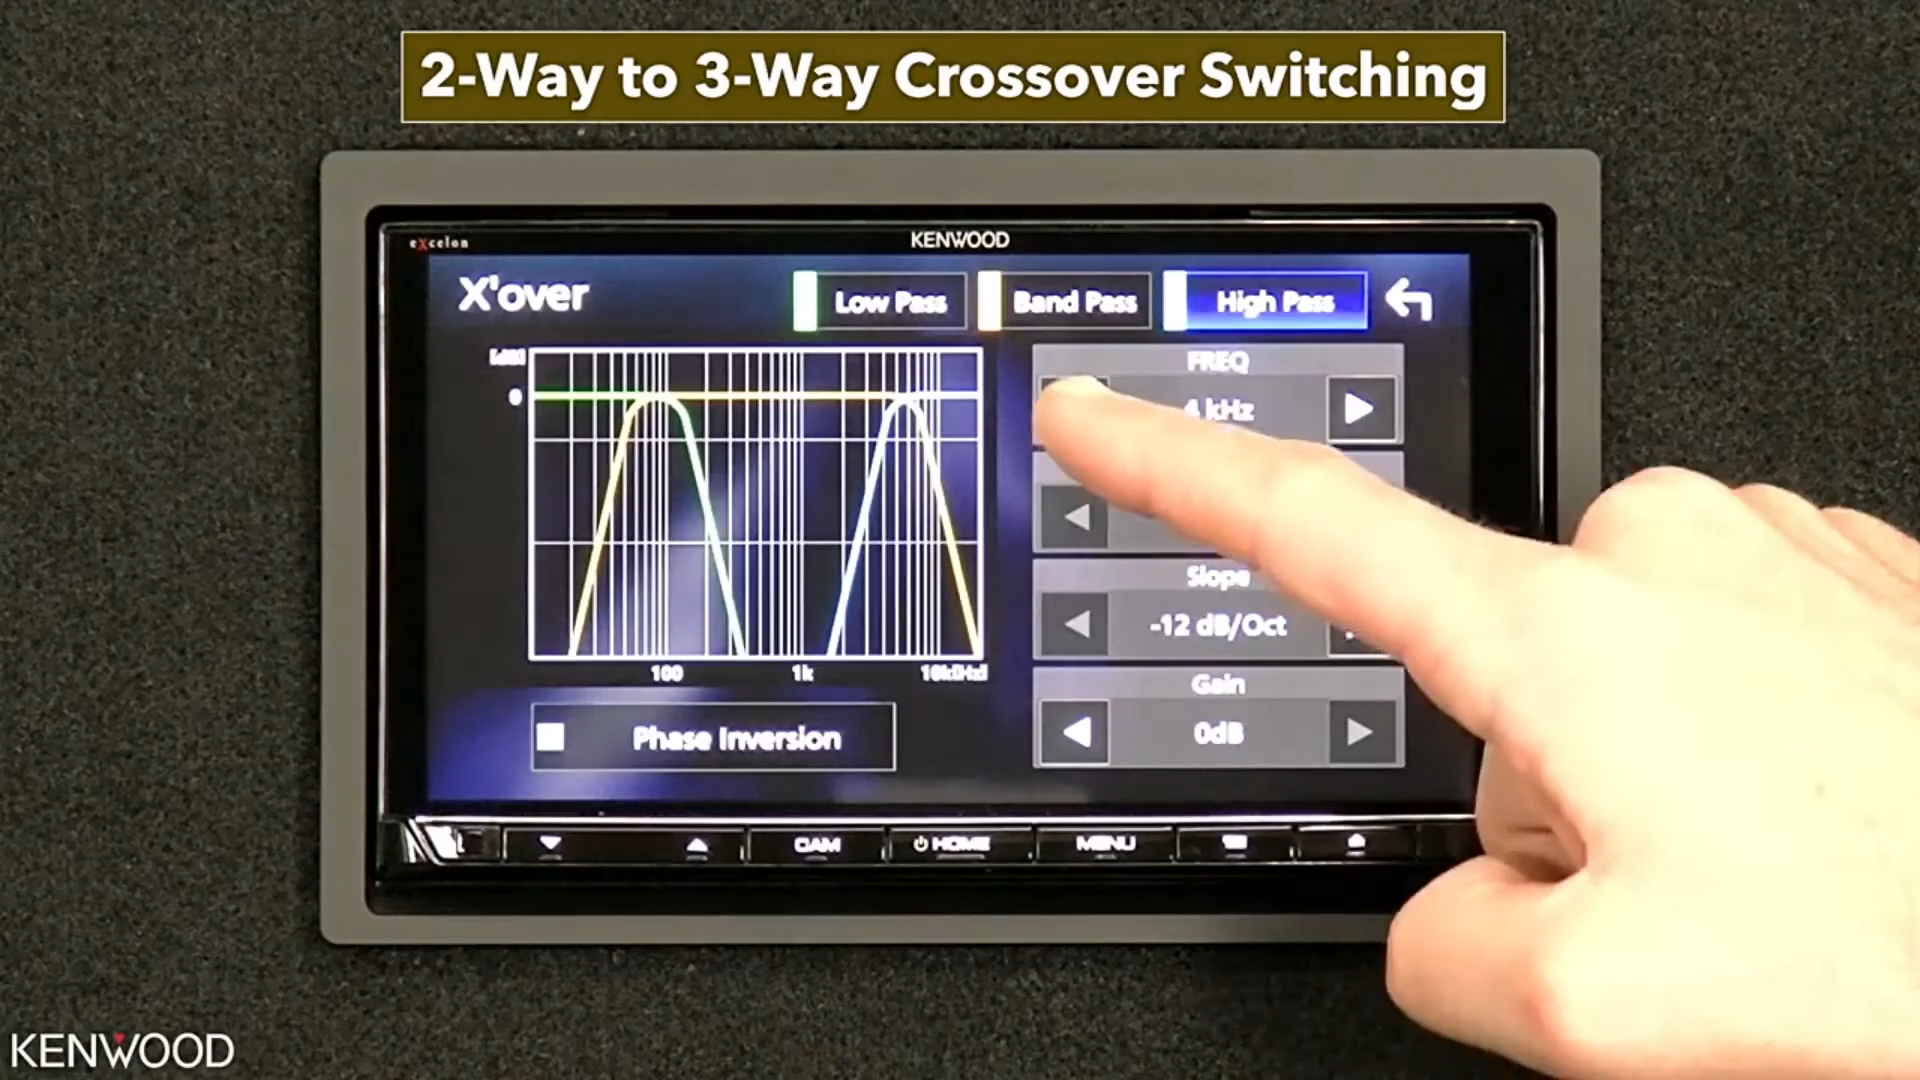 2-Way to 3-Way Crossover Switching
eXcelon
KENWOOD
X'over
Low Pass
Band Pass
High Pass
FREQ
4 kHz
0
Slope
-12 dB/Oct
100
1k
10k[Hz]
Gain
0dB
Phase Inversion
CAM
HOME
MENU
KENWOOD